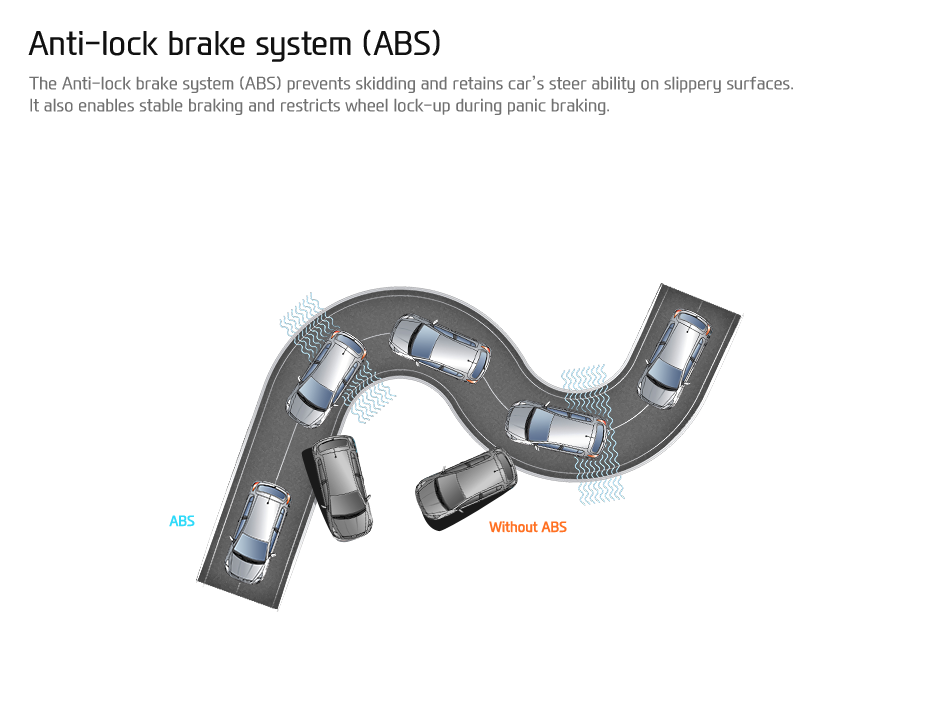 Anti-lock brake system (ABS)
The Anti-lock brake system (ABS) prevents skidding and retains car's steer ability on slippery surfaces.
It also enables stable braking and restricts wheel lock-up during panic braking.
ABS
Without ABS